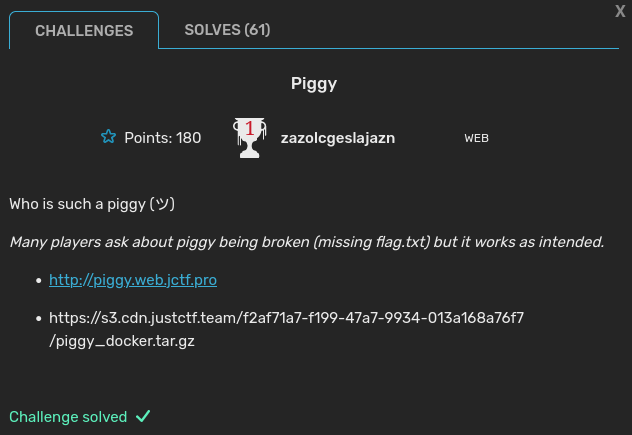 X
CHALLENGES
SOLVES (61)
Piggy
Points: 180
1
zazolcgeslajazn
WEB
Who is such a piggy (ツ)
Many players ask about piggy being broken (missing flag.txt) but it works as intended.
• http://piggy.web.jctf.pro
• https://s3.cdn.justctf.team/f2af71a7-f199-47a7-9934-013a168a76f7
/piggy_docker.tar.gz
Challenge solved ✓